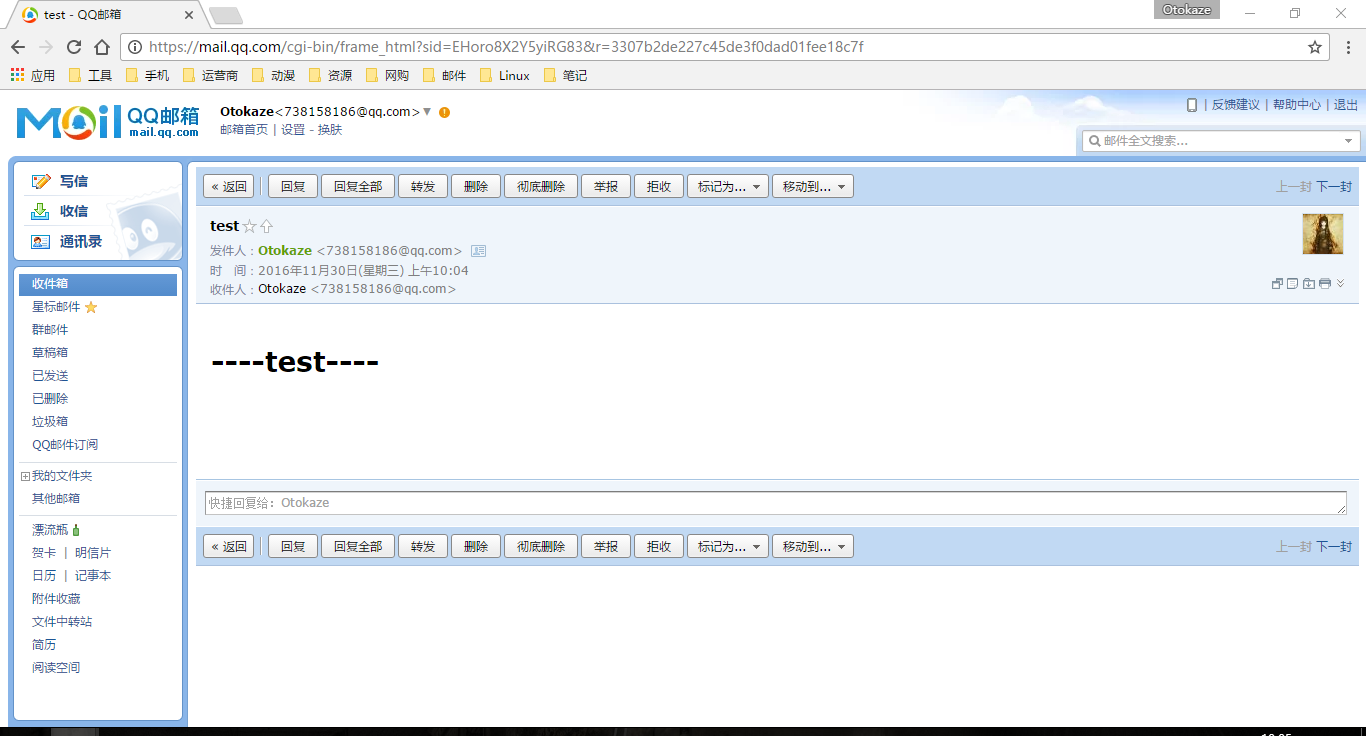 test - QQ邮箱
Otokaze
https://mail.qq.com/cgi-bin/frame_html?sid=EHoro8X2Y5yiRG83&r=3307b2de227c45de3f0dad01fee18c7f
应用 工具 手机 运营商 动漫 资源 网购 邮件 Linux 笔记
Mail QQ邮箱
mail.qq.com
Otokaze<738158186@qq.com>
邮箱首页 | 设置 - 换肤
| 反馈建议 | 帮助中心 | 退出
邮件全文搜索...
写信
收信
通讯录
收件箱
星标邮件
群邮件
草稿箱
已发送
已删除
垃圾箱
QQ邮件订阅
我的文件夹
其他邮箱
漂流瓶
贺卡 | 明信片
日历 | 记事本
附件收藏
文件中转站
简历
阅读空间
« 返回 回复 回复全部 转发 删除 彻底删除 举报 拒收 标记为... 移动到... 上一封 下一封
test
发件人：Otokaze <738158186@qq.com>
时 间：2016年11月30日(星期三) 上午10:04
收件人：Otokaze <738158186@qq.com>
----test----
快捷回复给：Otokaze
« 返回 回复 回复全部 转发 删除 彻底删除 举报 拒收 标记为... 移动到... 上一封 下一封